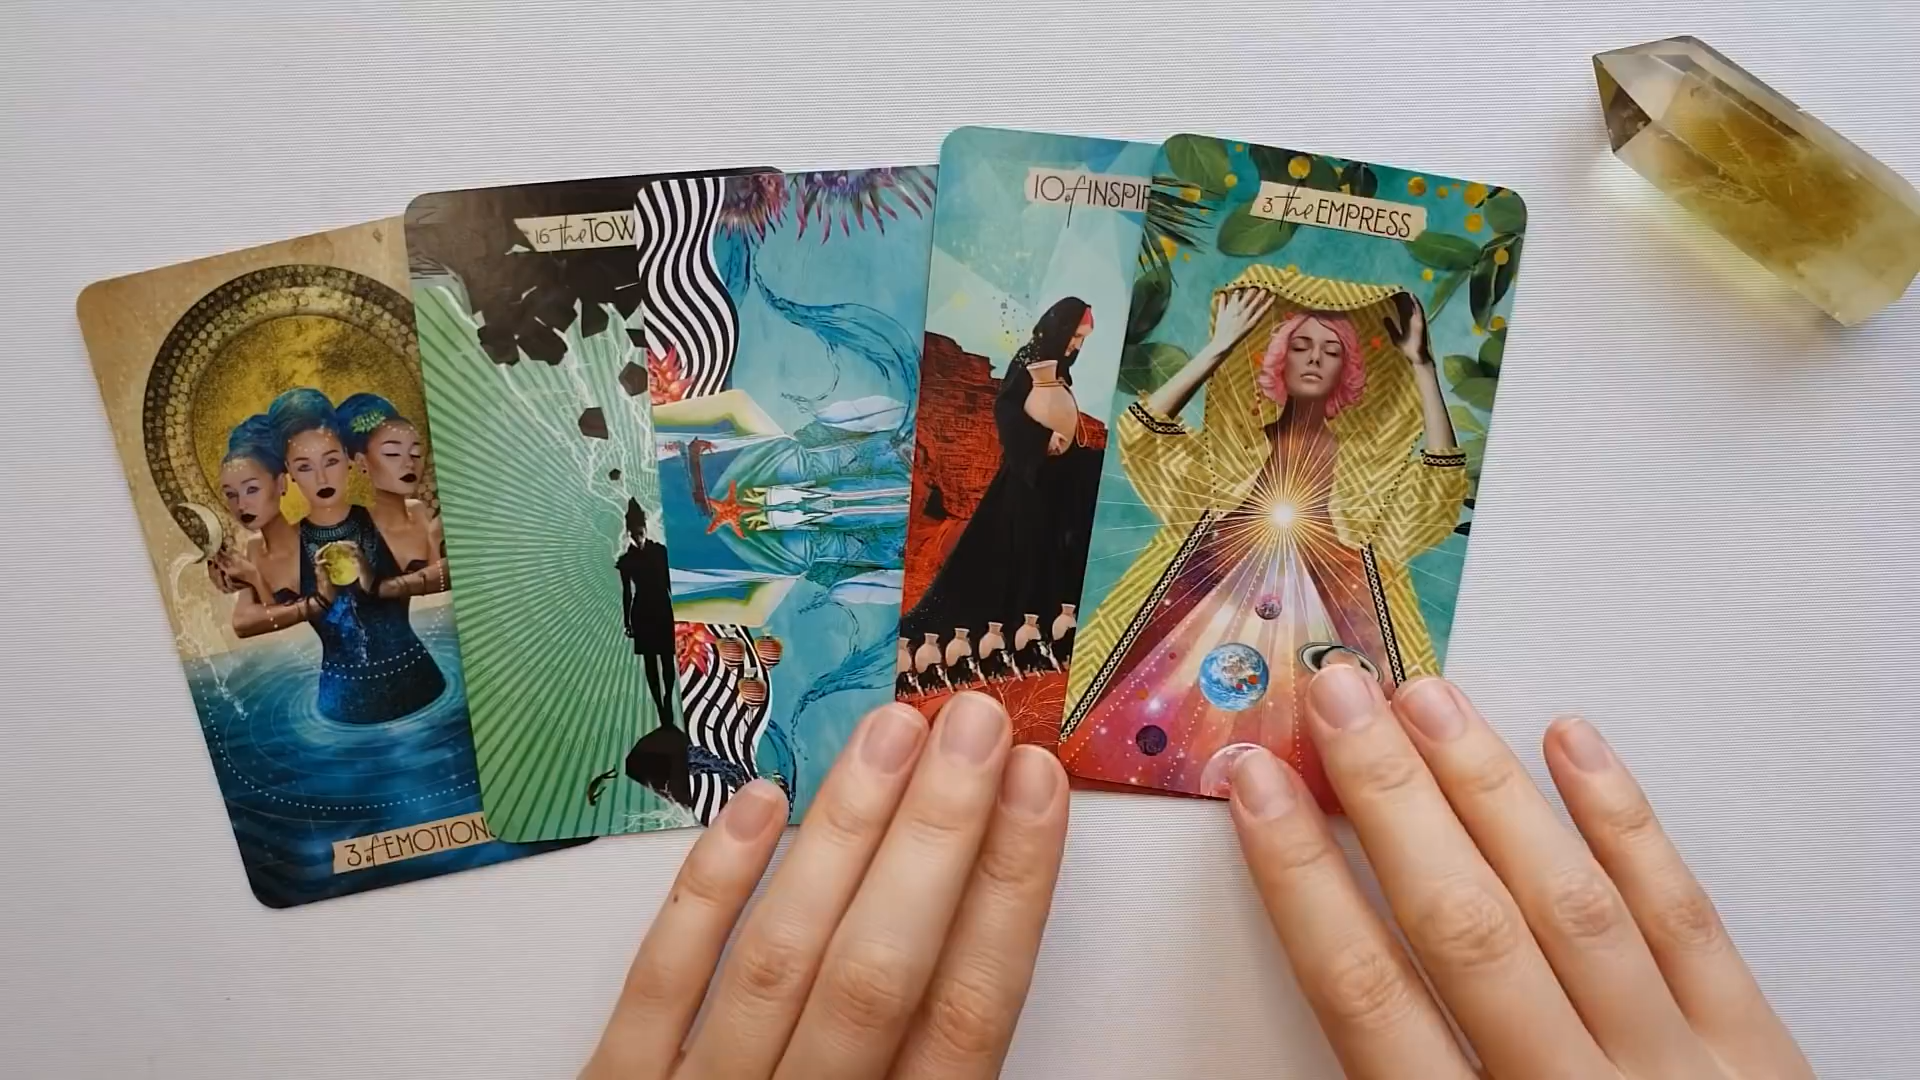 3. of EMOTION
16. the TOW
10 of INSPIR
3. the EMPRESS